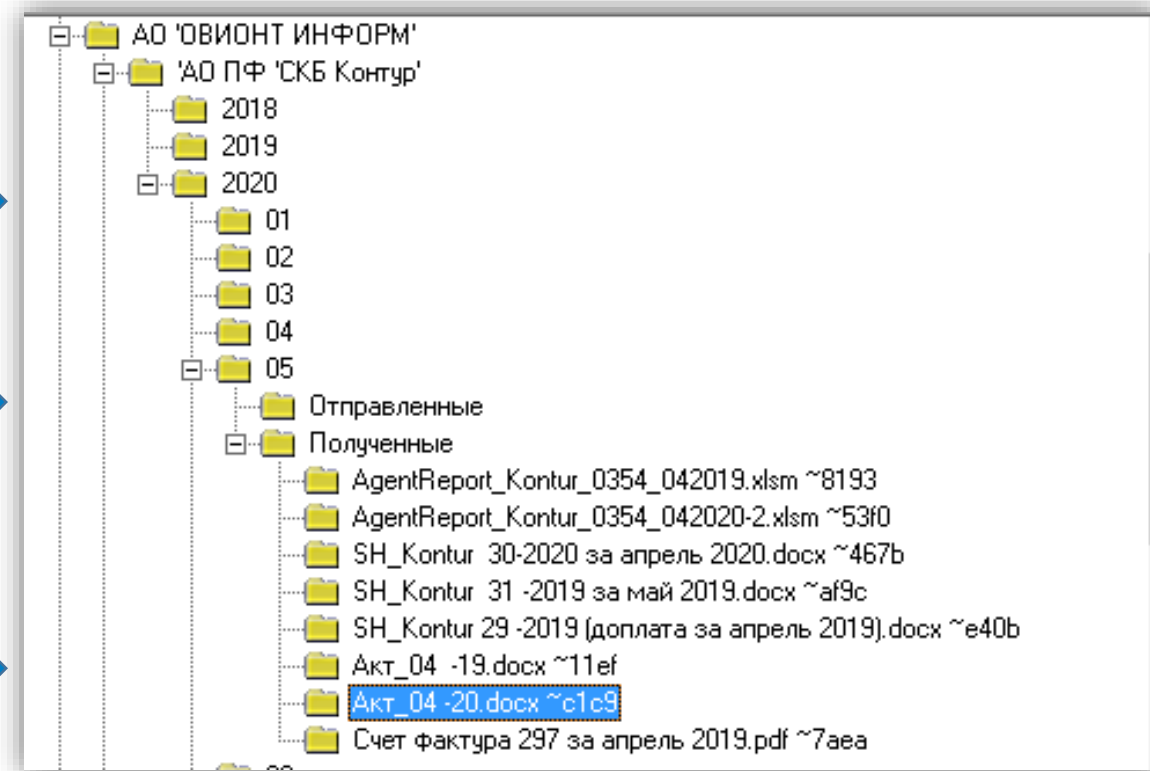 АО 'ОВИОНТ ИНФОРМ'
'АО ПФ 'СКБ Контур'
2018
2019
2020
01
02
03
04
05
Отправленные
Полученные
AgentReport_Kontur_0354_042019.xlsm ~8193
AgentReport_Kontur_0354_042020-2.xlsm ~53f0
SH_Kontur 30-2020 за апрель 2020.docx ~467b
SH_Kontur 31 -2019 за май 2019.docx ~af9c
SH_Kontur 29 -2019 (доплата за апрель 2019).docx ~e40b
Акт_04 -19.docx ~11ef
Акт_04 -20.docx ~c1c9
Счет фактура 297 за апрель 2019.pdf ~7aea